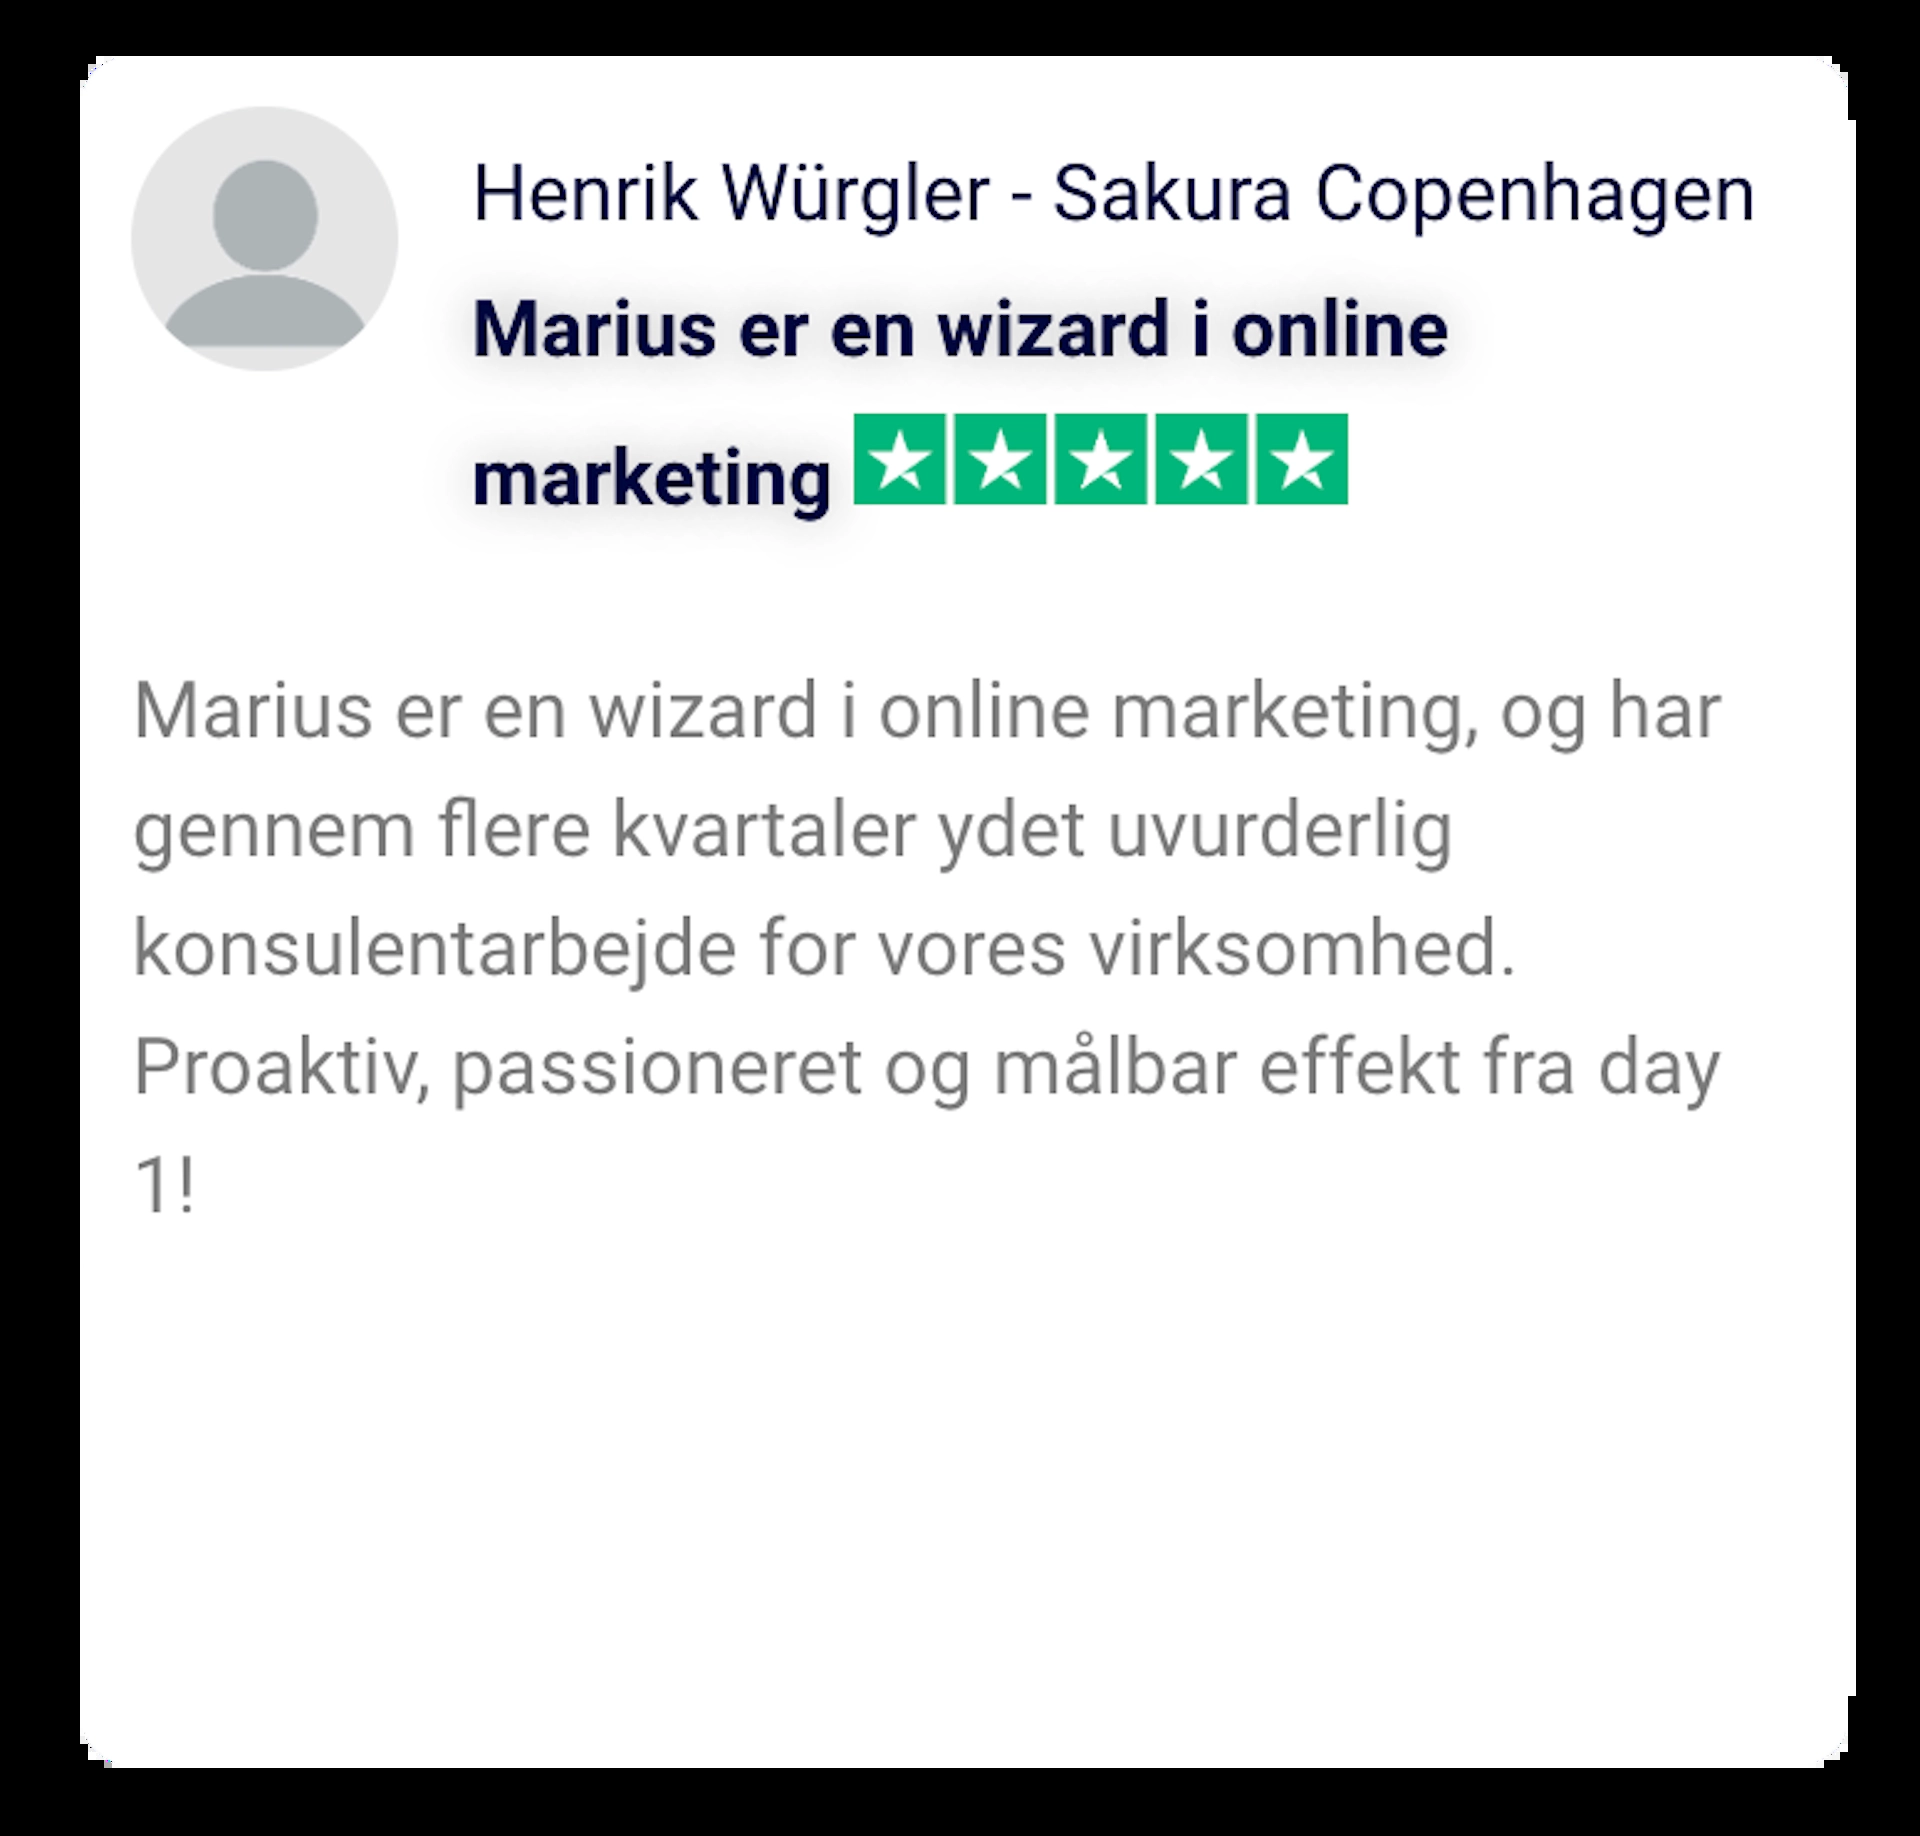 Henrik Würgler - Sakura Copenhagen
Marius er en wizard i online
marketing
Marius er en wizard i online marketing, og har
gennem flere kvartaler ydet uvurderlig
konsulentarbejde for vores virksomhed.
Proaktiv, passioneret og målbar effekt fra day
1!